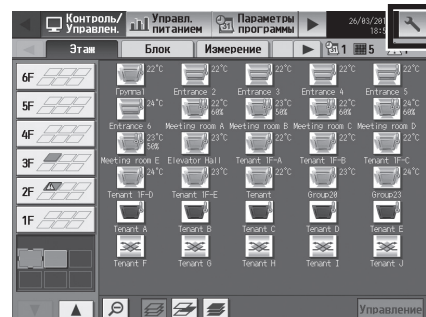 Контроль/ Управлен.
Управл. питанием
Параметры программы
26/03/201
18:5
Этаж Блок Измерение 1 5
6F 22°C 22°C 22°C 22°C 22°C
Группа1 Entrance 2 Entrance 3 Entrance 4 Entrance 5
5F 24°C 22°C 60% 23°C 50% 22°C 60% 24°C 60%
Entrance 6 Meeting room A Meeting room B Meeting room C Meeting room D
4F 23°C 50% 23°C 22°C 22°C 22°C
Meeting room E Elevator Hall Tenant 1F-A Tenant 1F-B Tenant 1F-C
3F 24°C 23°C 22°C 23°C 24°C
Tenant 1F-D Tenant 1F-E Tenant Group20 Group23
2F
Tenant A Tenant B Tenant C Tenant D Tenant E
1F
Tenant F Tenant G Tenant H Tenant I Tenant J
Управление